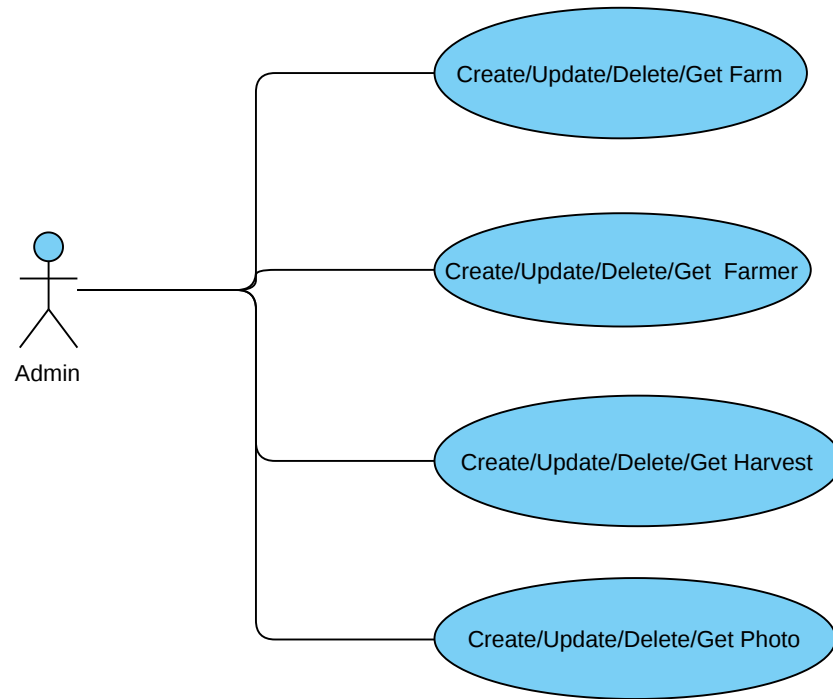 Create/Update/Delete/Get Farm
Create/Update/Delete/Get  Farmer
Admin
Create/Update/Delete/Get Harvest
Create/Update/Delete/Get Photo